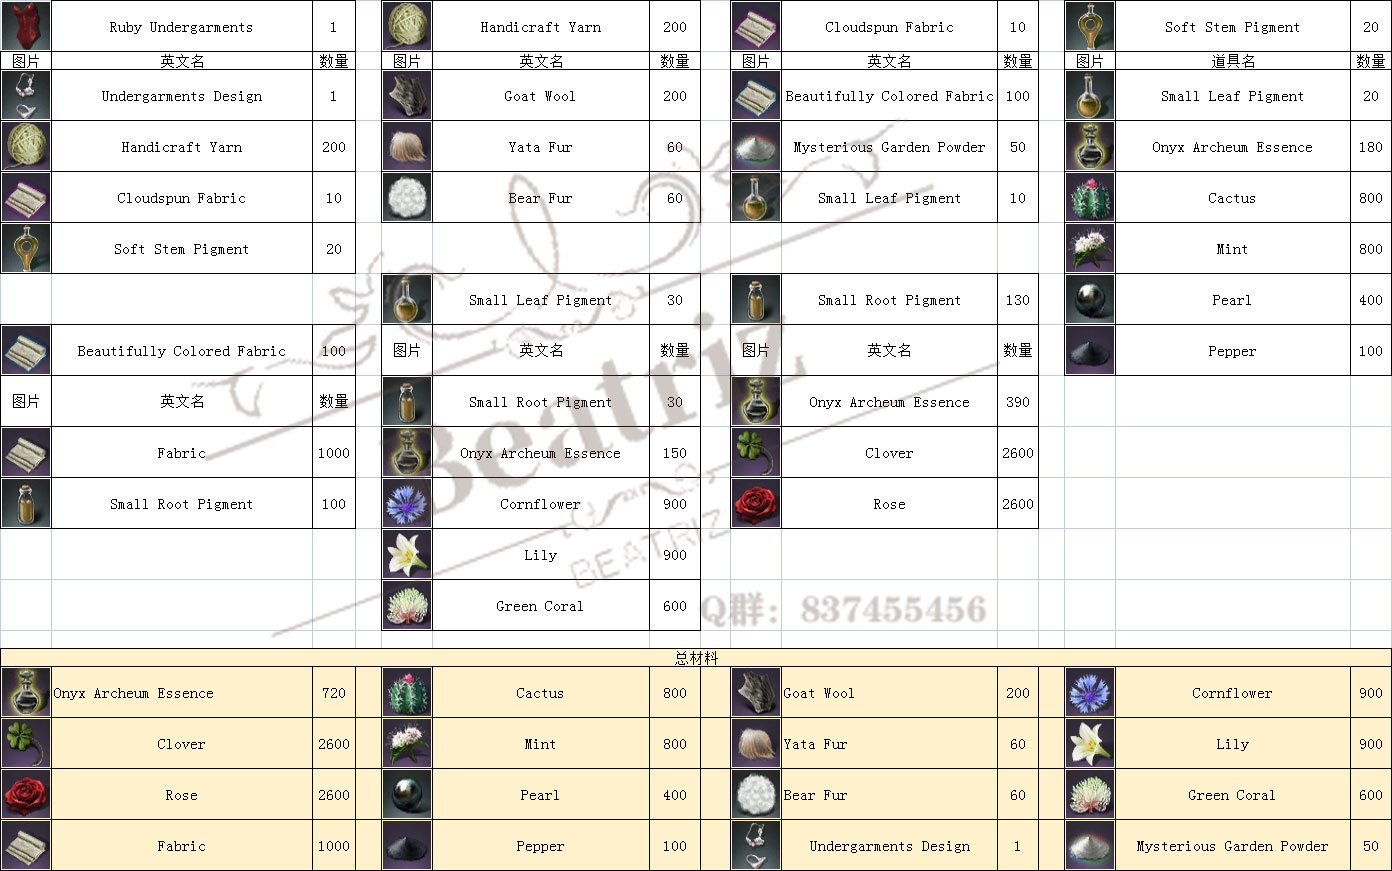 Ruby Undergarments 1 Handicraft Yarn 200 Cloudspun Fabric 10 Soft Stem Pigment 20
图片 英文名 数量 图片 英文名 数量 图片 英文名 数量 图片 道具名 数量
Undergarments Design 1 Goat Wool 200 Beautifully Colored Fabric 100 Small Leaf Pigment 20
Handicraft Yarn 200 Yata Fur 60 Mysterious Garden Powder 50 Onyx Archeum Essence 180
Cloudspun Fabric 10 Bear Fur 60 Small Leaf Pigment 10 Cactus 800
Soft Stem Pigment 20 Mint 800
Small Leaf Pigment 30 Small Root Pigment 130 Pearl 400
Beautifully Colored Fabric 100 图片 英文名 数量 图片 英文名 数量 Pepper 100
图片 英文名 数量 Small Root Pigment 30 Onyx Archeum Essence 390
Fabric 1000 Onyx Archeum Essence 150 Clover 2600
Small Root Pigment 100 Cornflower 900 Rose 2600
Lily 900
Green Coral 600
Beatriz
BEATRIZ
Q群：837455456
总材料
Onyx Archeum Essence 720 Cactus 800 Goat Wool 200 Cornflower 900
Clover 2600 Mint 800 Yata Fur 60 Lily 900
Rose 2600 Pearl 400 Bear Fur 60 Green Coral 600
Fabric 1000 Pepper 100 Undergarments Design 1 Mysterious Garden Powder 50